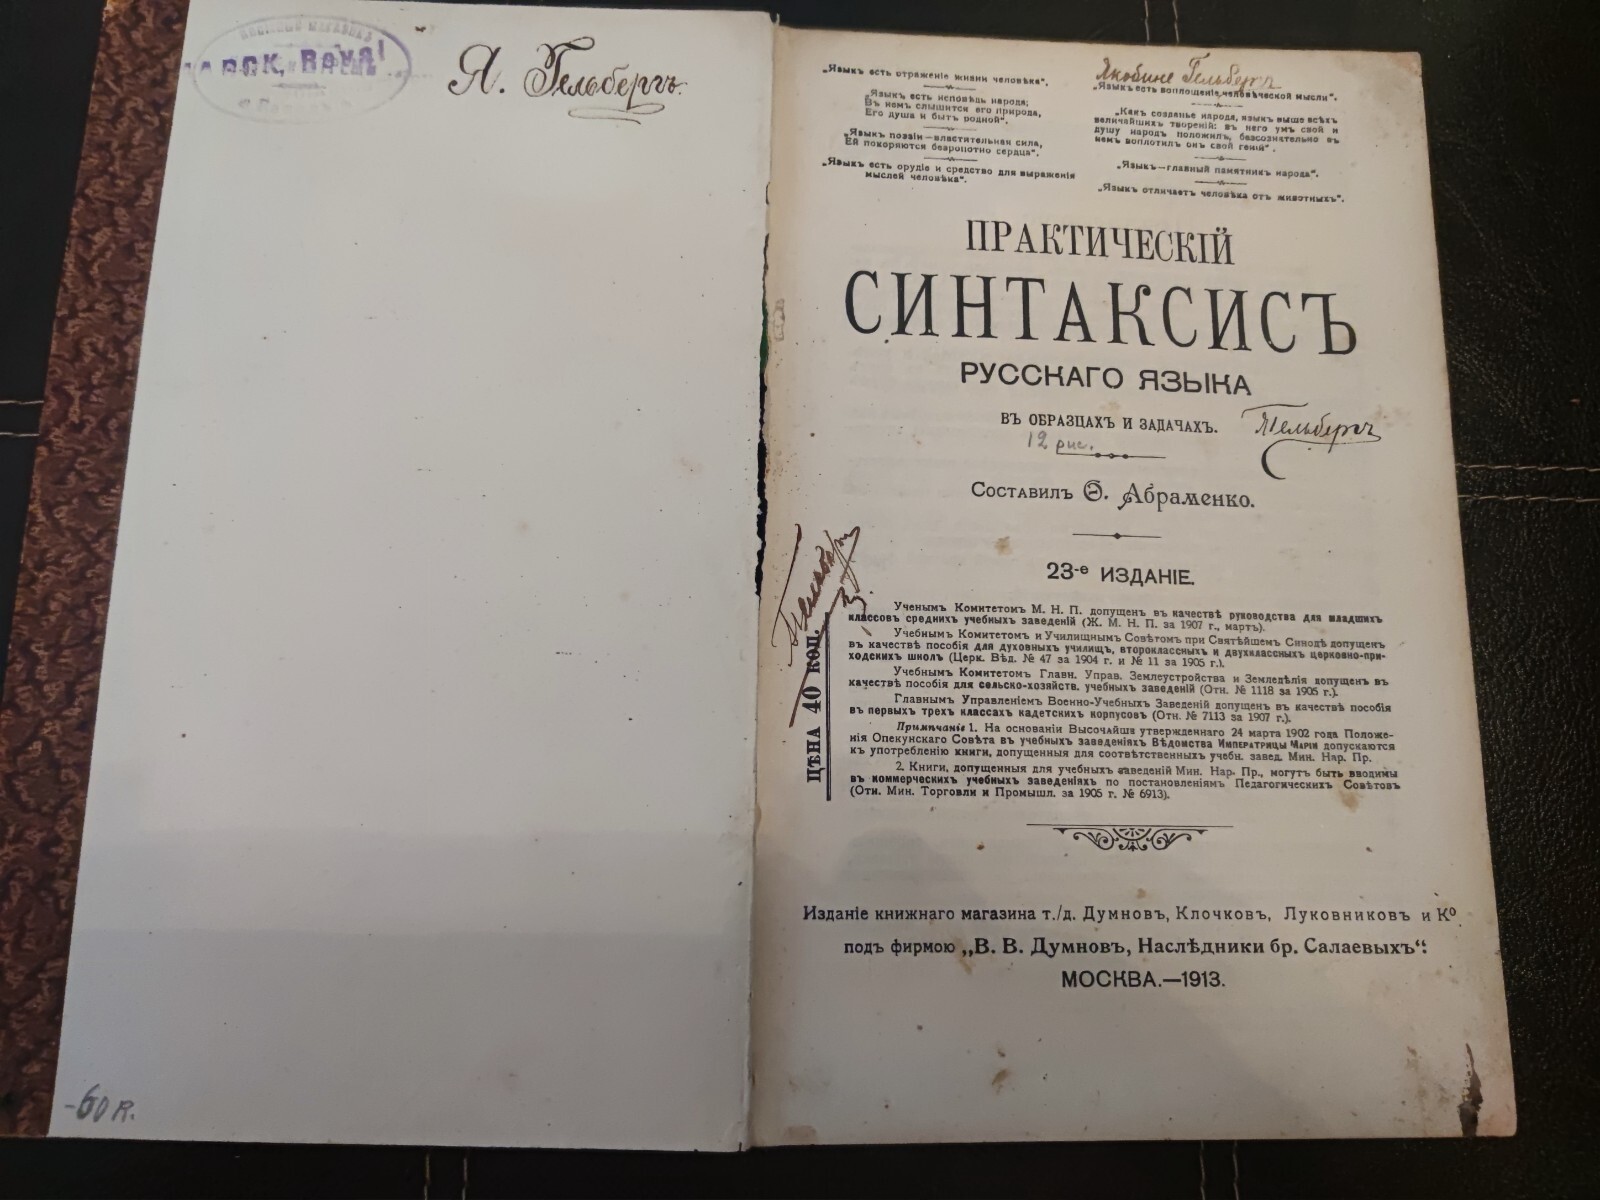 КНИЖНЫЙ МАГАЗИНЪ
Я. Гельбергъ.
-60 к.
Якобине Гельбергъ
„Языкъ есть отраженіе жизни человѣка".
„Языкъ есть исповѣдь народа;
Въ немъ слышится его природа,
Его душа и бытъ родной".
„Языкъ поэзіи—властительная сила,
Ей покоряются безропотно сердца".
„Языкъ есть орудіе и средство для выраженія
мыслей человѣка".
„Языкъ есть воплощеніе человѣческой мысли".
„Какъ созданье народа, языкъ выше всѣхъ
величайшихъ твореній: въ него умъ свой и
душу народъ положилъ, безсознательно въ
немъ воплотилъ онъ свой геній".
„Языкъ—главный памятникъ народа".
„Языкъ отличаетъ человѣка отъ животныхъ".
ПРАКТИЧЕСКІЙ
СИНТАКСИСЪ
РУССКАГО ЯЗЫКА
ВЪ ОБРАЗЦАХЪ И ЗАДАЧАХЪ.
ЯГельбергъ
12 рис.
Составилъ Ѳ. Абраменко.
23-е ИЗДАНІЕ.
Гельбергъ
ЦѢНА 40 КОП.
Ученымъ Комитетомъ М. Н. П. допущенъ въ качествѣ руководства для младшихъ
классовъ среднихъ учебныхъ заведеній (Ж. М. Н. П. за 1907 г., мартъ).
Учебнымъ Комитетомъ и Училищнымъ Совѣтомъ при Святѣйшемъ Синодѣ допущенъ
въ качествѣ пособія для духовныхъ училищъ, второклассныхъ и двухклассныхъ церковно-при-
ходскихъ школъ (Церк. Вѣд. № 47 за 1904 г. и № 11 за 1905 г.).
Учебнымъ Комитетомъ Главн. Управ. Землеустройства и Земледѣлія допущенъ въ
качествѣ пособія для сельско-хозяйств. учебныхъ заведеній (Отн. № 1118 за 1905 г.).
Главнымъ Управленіемъ Военно-Учебныхъ Заведеній допущенъ въ качествѣ пособія
въ первыхъ трехъ классахъ кадетскихъ корпусовъ (Отн. № 7113 за 1907 г.).
Примѣчаніе 1. На основаніи Высочайше утвержденнаго 24 марта 1902 года Положе-
нія Опекунскаго Совѣта въ учебныхъ заведеніяхъ Вѣдомства Императрицы Маріи допускаются
къ употребленію книги, допущенныя для соотвѣтственныхъ учебн. завед. Мин. Нар. Пр.
2. Книги, допущенныя для учебныхъ заведеній Мин. Нар. Пр., могутъ быть вводимы
въ коммерческихъ учебныхъ заведеніяхъ по постановленіямъ Педагогическихъ Совѣтовъ
(Отн. Мин. Торговли и Промышл. за 1905 г. № 6913).
Изданіе книжнаго магазина т./д. Думновъ, Клочковъ, Луковниковъ и Ко
подъ фирмою „В. В. Думновъ, Наслѣдники бр. Салаевыхъ".
МОСКВА.—1913.